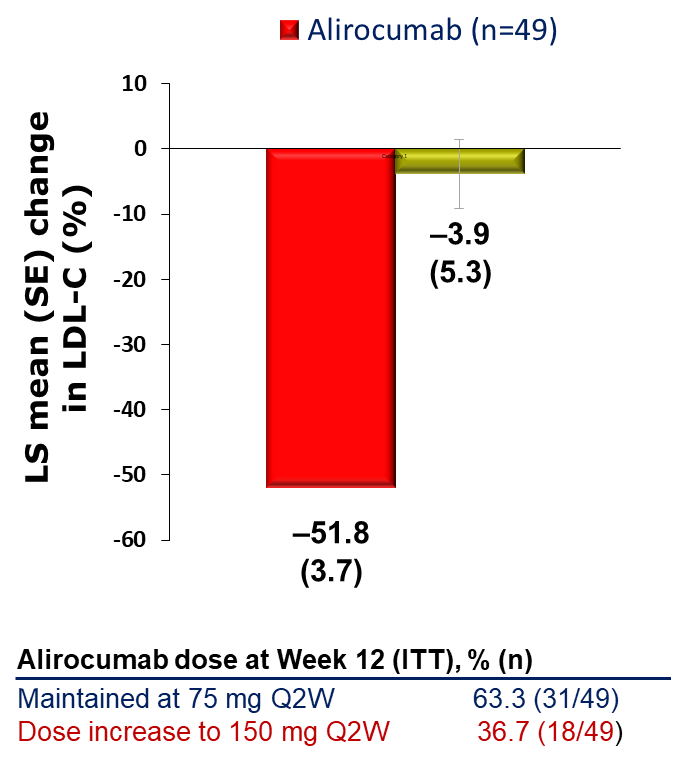 Alirocumab (n=49)
LS mean (SE) change
in LDL-C (%)
10
0
-10
-20
-30
-40
-50
-60
Category 1
–3.9
(5.3)
–51.8
(3.7)
Alirocumab dose at Week 12 (ITT), % (n)
Maintained at 75 mg Q2W 63.3 (31/49)
Dose increase to 150 mg Q2W 36.7 (18/49)